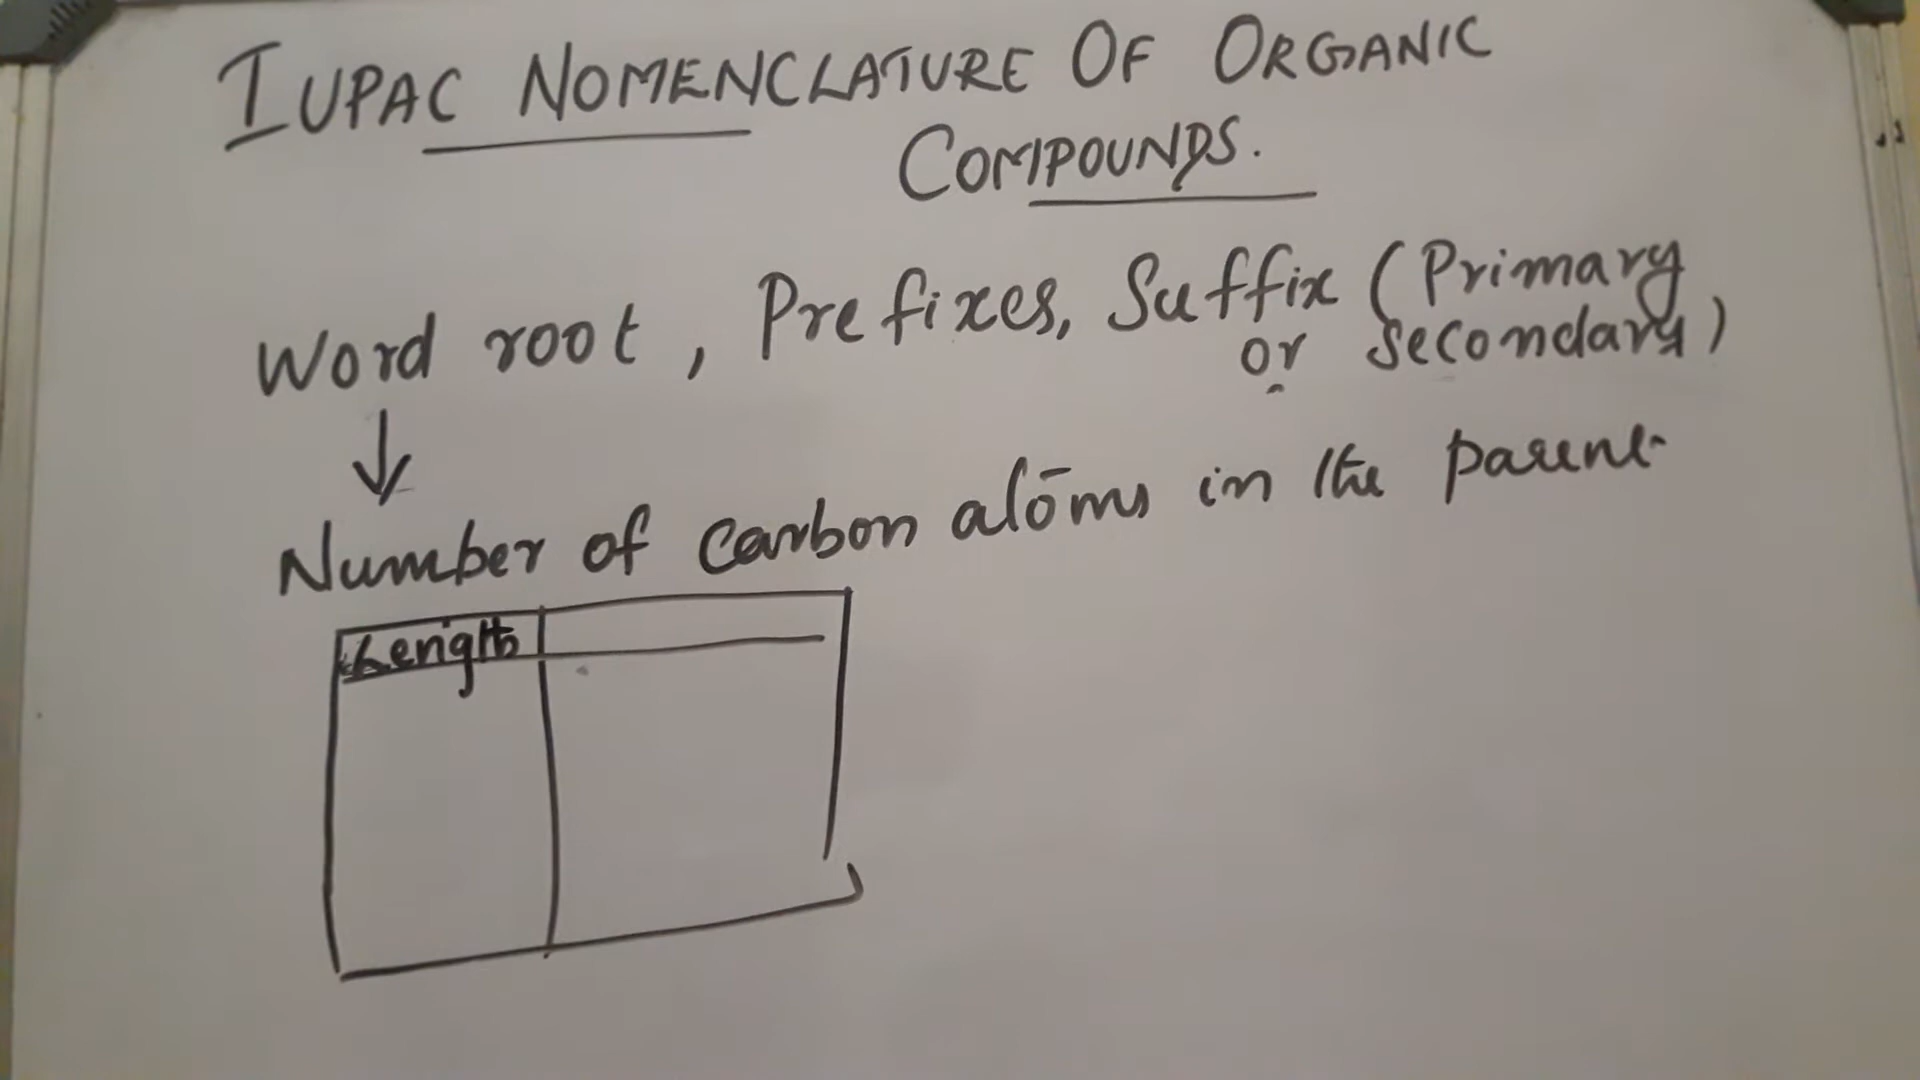 IUPAC NOMENCLATURE OF ORGANIC
COMPOUNDS.
Word root, Prefixes, Suffix (Primary
or secondary)
Number of carbon atoms in the parent
Length